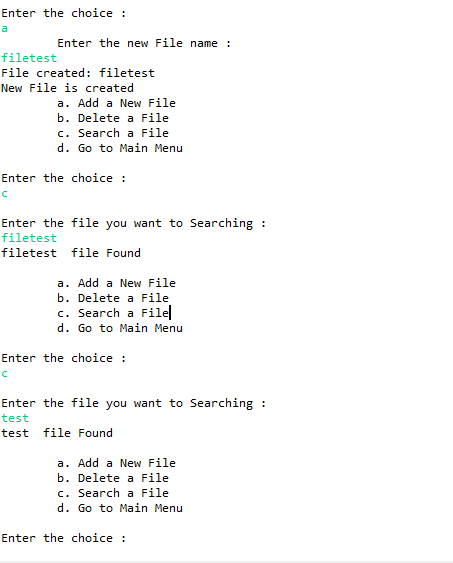 Enter the choice :
a
Enter the new File name :
filetest
File created: filetest
New File is created
a. Add a New File
b. Delete a File
c. Search a File
d. Go to Main Menu
Enter the choice :
c
Enter the file you want to Searching :
filetest
filetest  file Found
a. Add a New File
b. Delete a File
c. Search a File
d. Go to Main Menu
Enter the choice :
c
Enter the file you want to Searching :
test
test  file Found
a. Add a New File
b. Delete a File
c. Search a File
d. Go to Main Menu
Enter the choice :